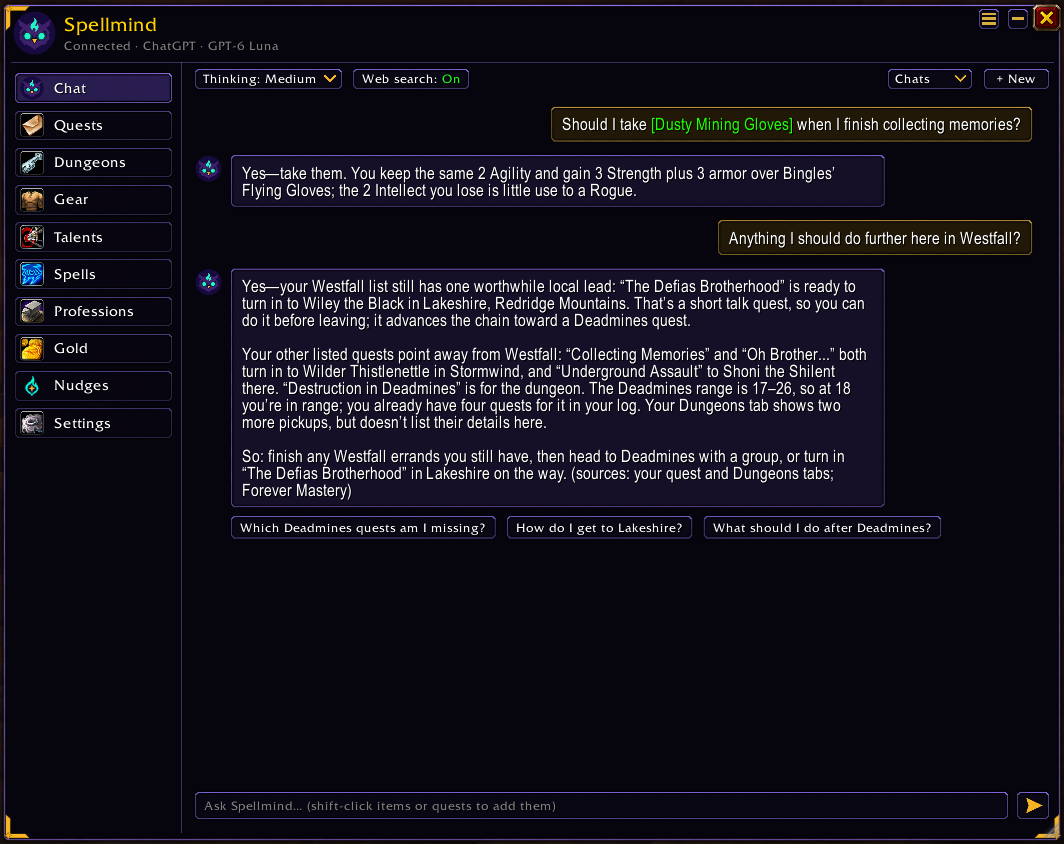 Spellmind
Connected · ChatGPT · GPT-6 Luna
Chat
Quests
Dungeons
Gear
Talents
Spells
Professions
Gold
Nudges
Settings
Thinking: Medium
Web search: On
Chats
+ New
Should I take [Dusty Mining Gloves] when I finish collecting memories?
Yes—take them. You keep the same 2 Agility and gain 3 Strength plus 3 armor over Bingles’
Flying Gloves; the 2 Intellect you lose is little use to a Rogue.
Anything I should do further here in Westfall?
Yes—your Westfall list still has one worthwhile local lead: “The Defias Brotherhood” is ready to
turn in to Wiley the Black in Lakeshire, Redridge Mountains. That’s a short talk quest, so you can
do it before leaving; it advances the chain toward a Deadmines quest.
Your other listed quests point away from Westfall: “Collecting Memories” and “Oh Brother...” both
turn in to Wilder Thistlenettle in Stormwind, and “Underground Assault” to Shoni the Shilent
there. “Destruction in Deadmines” is for the dungeon. The Deadmines range is 17–26, so at 18
you’re in range; you already have four quests for it in your log. Your Dungeons tab shows two
more pickups, but doesn’t list their details here.
So: finish any Westfall errands you still have, then head to Deadmines with a group, or turn in
“The Defias Brotherhood” in Lakeshire on the way. (sources: your quest and Dungeons tabs;
Forever Mastery)
Which Deadmines quests am I missing?
How do I get to Lakeshire?
What should I do after Deadmines?
Ask Spellmind... (shift-click items or quests to add them)